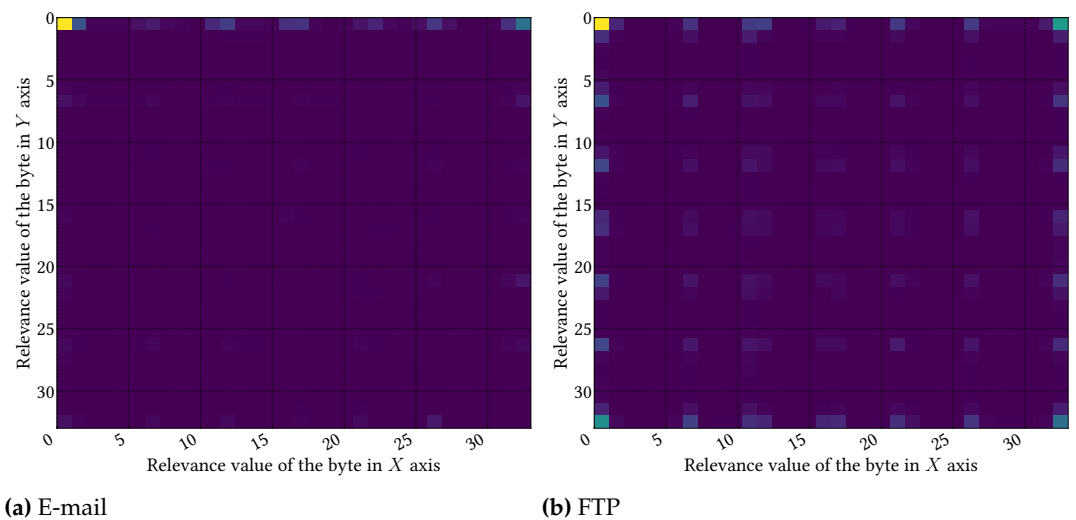 0
5
10
15
20
25
30
Relevance value of the byte in Y axis
0 5 10 15 20 25 30
Relevance value of the byte in X axis
(a) E-mail
0
5
10
15
20
25
30
Relevance value of the byte in Y axis
0 5 10 15 20 25 30
Relevance value of the byte in X axis
(b) FTP